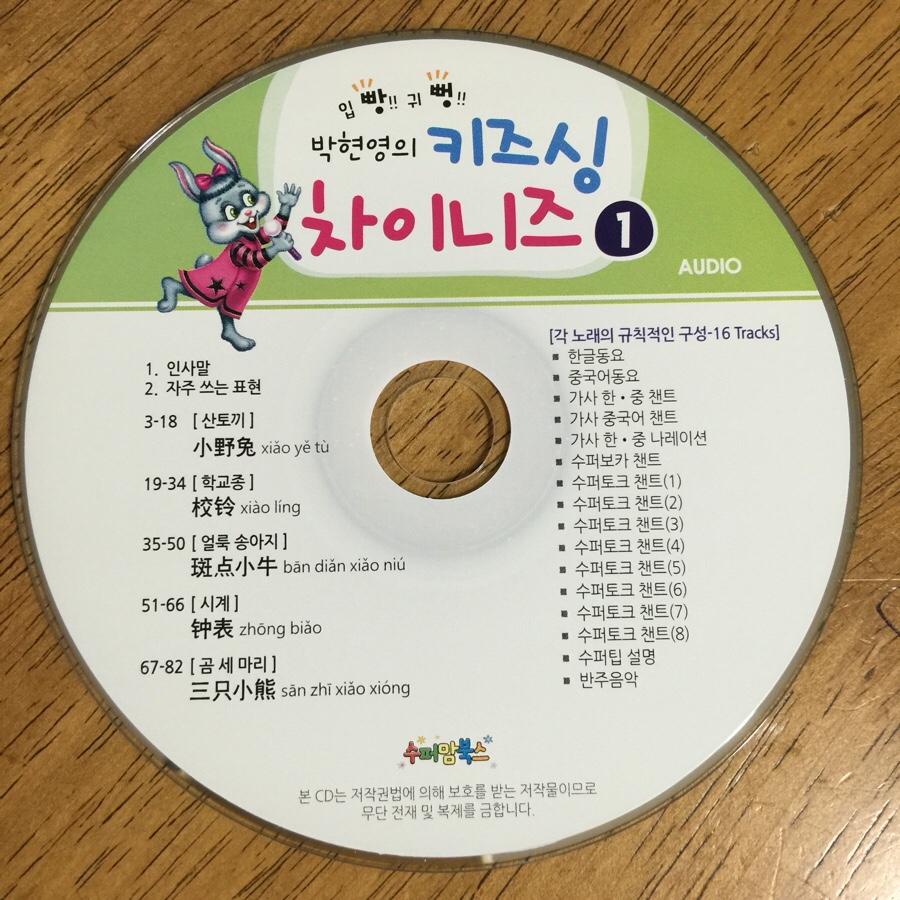 입 빵!! 귀 뻥!!
박현영의 키즈싱
차이니즈 1
AUDIO
1. 인사말
2. 자주 쓰는 표현
3-18 [ 산토끼 ]
小野兔 xiǎo yě tù
19-34 [ 학교종 ]
校铃 xiào líng
35-50 [ 얼룩 송아지 ]
斑点小牛 bān diǎn xiǎo niú
51-66 [ 시계 ]
钟表 zhōng biǎo
67-82 [ 곰 세 마리 ]
三只小熊 sān zhī xiǎo xióng
[각 노래의 규칙적인 구성-16 Tracks]
■ 한글동요
■ 중국어동요
■ 가사 한・중 챈트
■ 가사 중국어 챈트
■ 가사 한・중 나레이션
■ 수퍼보카 챈트
■ 수퍼토크 챈트(1)
■ 수퍼토크 챈트(2)
■ 수퍼토크 챈트(3)
■ 수퍼토크 챈트(4)
■ 수퍼토크 챈트(5)
■ 수퍼토크 챈트(6)
■ 수퍼토크 챈트(7)
■ 수퍼토크 챈트(8)
■ 수퍼팁 설명
■ 반주음악
수퍼맘북스
본 CD는 저작권법에 의해 보호를 받는 저작물이므로
무단 전재 및 복제를 금합니다.